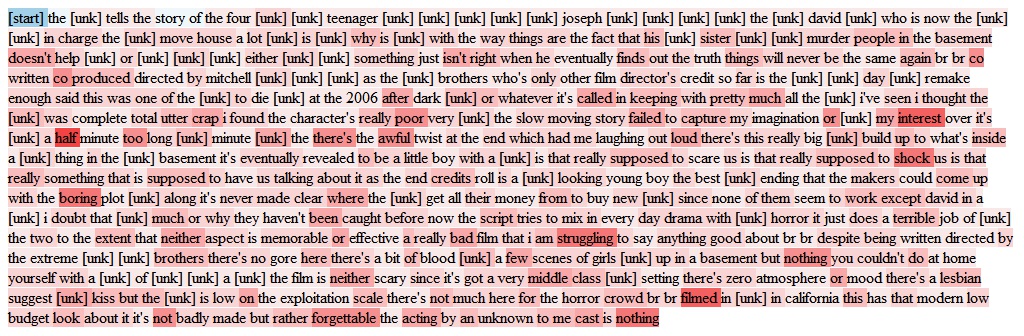 [start] the [unk] tells the story of the four [unk] [unk] teenager [unk] [unk] [unk] [unk] [unk] joseph [unk] [unk] [unk] [unk] the [unk] david [unk] who is now the [unk]
[unk] in charge the [unk] move house a lot [unk] is [unk] why is [unk] with the way things are the fact that his [unk] sister [unk] [unk] murder people in the basement
doesn't help [unk] or [unk] [unk] [unk] either [unk] [unk] something just isn't right when he eventually finds out the truth things will never be the same again br br co
written co produced directed by mitchell [unk] [unk] [unk] as the [unk] brothers who's only other film director's credit so far is the [unk] [unk] day [unk] remake
enough said this was one of the [unk] to die [unk] at the 2006 after dark [unk] or whatever it's called in keeping with pretty much all the [unk] i've seen i thought the
[unk] was complete total utter crap i found the character's really poor very [unk] the slow moving story failed to capture my imagination or [unk] my interest over it's
[unk] a half minute too long [unk] minute [unk] the there's the awful twist at the end which had me laughing out loud there's this really big [unk] build up to what's inside
a [unk] thing in the [unk] basement it's eventually revealed to be a little boy with a [unk] is that really supposed to scare us is that really supposed to shock us is that
really something that is supposed to have us talking about it as the end credits roll is a [unk] looking young boy the best [unk] ending that the makers could come up
with the boring plot [unk] along it's never made clear where the [unk] get all their money from to buy new [unk] since none of them seem to work except david in a
[unk] i doubt that [unk] much or why they haven't been caught before now the script tries to mix in every day drama with [unk] horror it just does a terrible job of [unk]
the two to the extent that neither aspect is memorable or effective a really bad film that i am struggling to say anything good about br br despite being written directed by
the extreme [unk] [unk] brothers there's no gore here there's a bit of blood [unk] a few scenes of girls [unk] up in a basement but nothing you couldn't do at home
yourself with a [unk] of [unk] [unk] a [unk] the film is neither scary since it's got a very middle class [unk] setting there's zero atmosphere or mood there's a lesbian
suggest [unk] kiss but the [unk] is low on the exploitation scale there's not much here for the horror crowd br br filmed in [unk] in california this has that modern low
budget look about it it's not badly made but rather forgettable the acting by an unknown to me cast is nothing